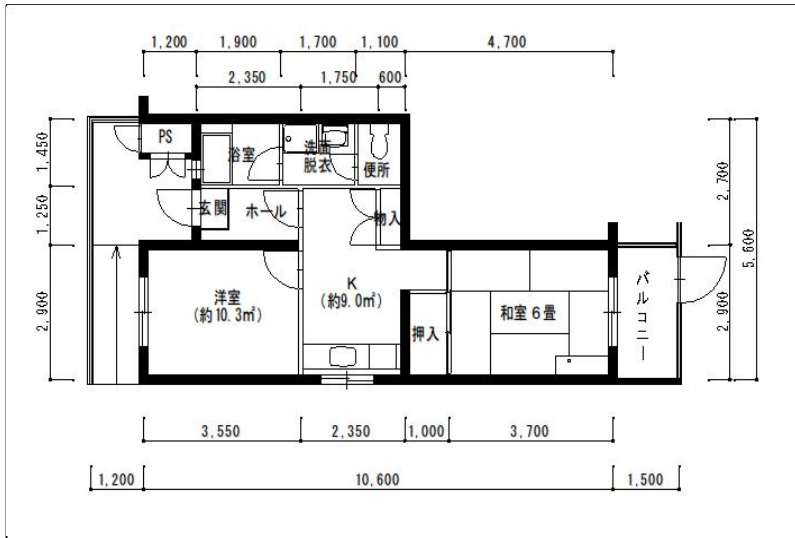 1,200 1,900 1,700 1,100 4,700
2,350 1,750 600
1,450
1,250
2,900
PS
浴室
洗面
脱衣
便所
玄関
ホール
物入
洋室
(約10.3㎡)
K
(約9.0㎡)
押入
和室6畳
バルコニー
2,700
2,900
5,600
3,550 2,350 1,000 3,700
1,200 10,600 1,500